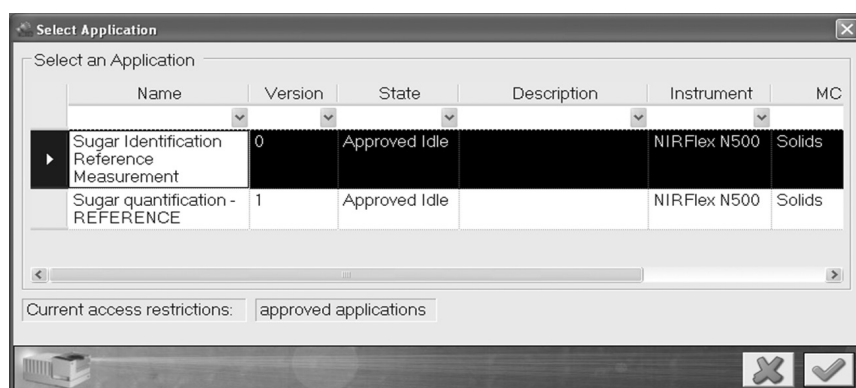 Select Application
Select an Application
Name Version State Description Instrument MC
Sugar Identification 0 Approved Idle NIRFlex N500 Solids
Reference
Measurement
Sugar quantification - 1 Approved Idle NIRFlex N500 Solids
REFERENCE
Current access restrictions: approved applications